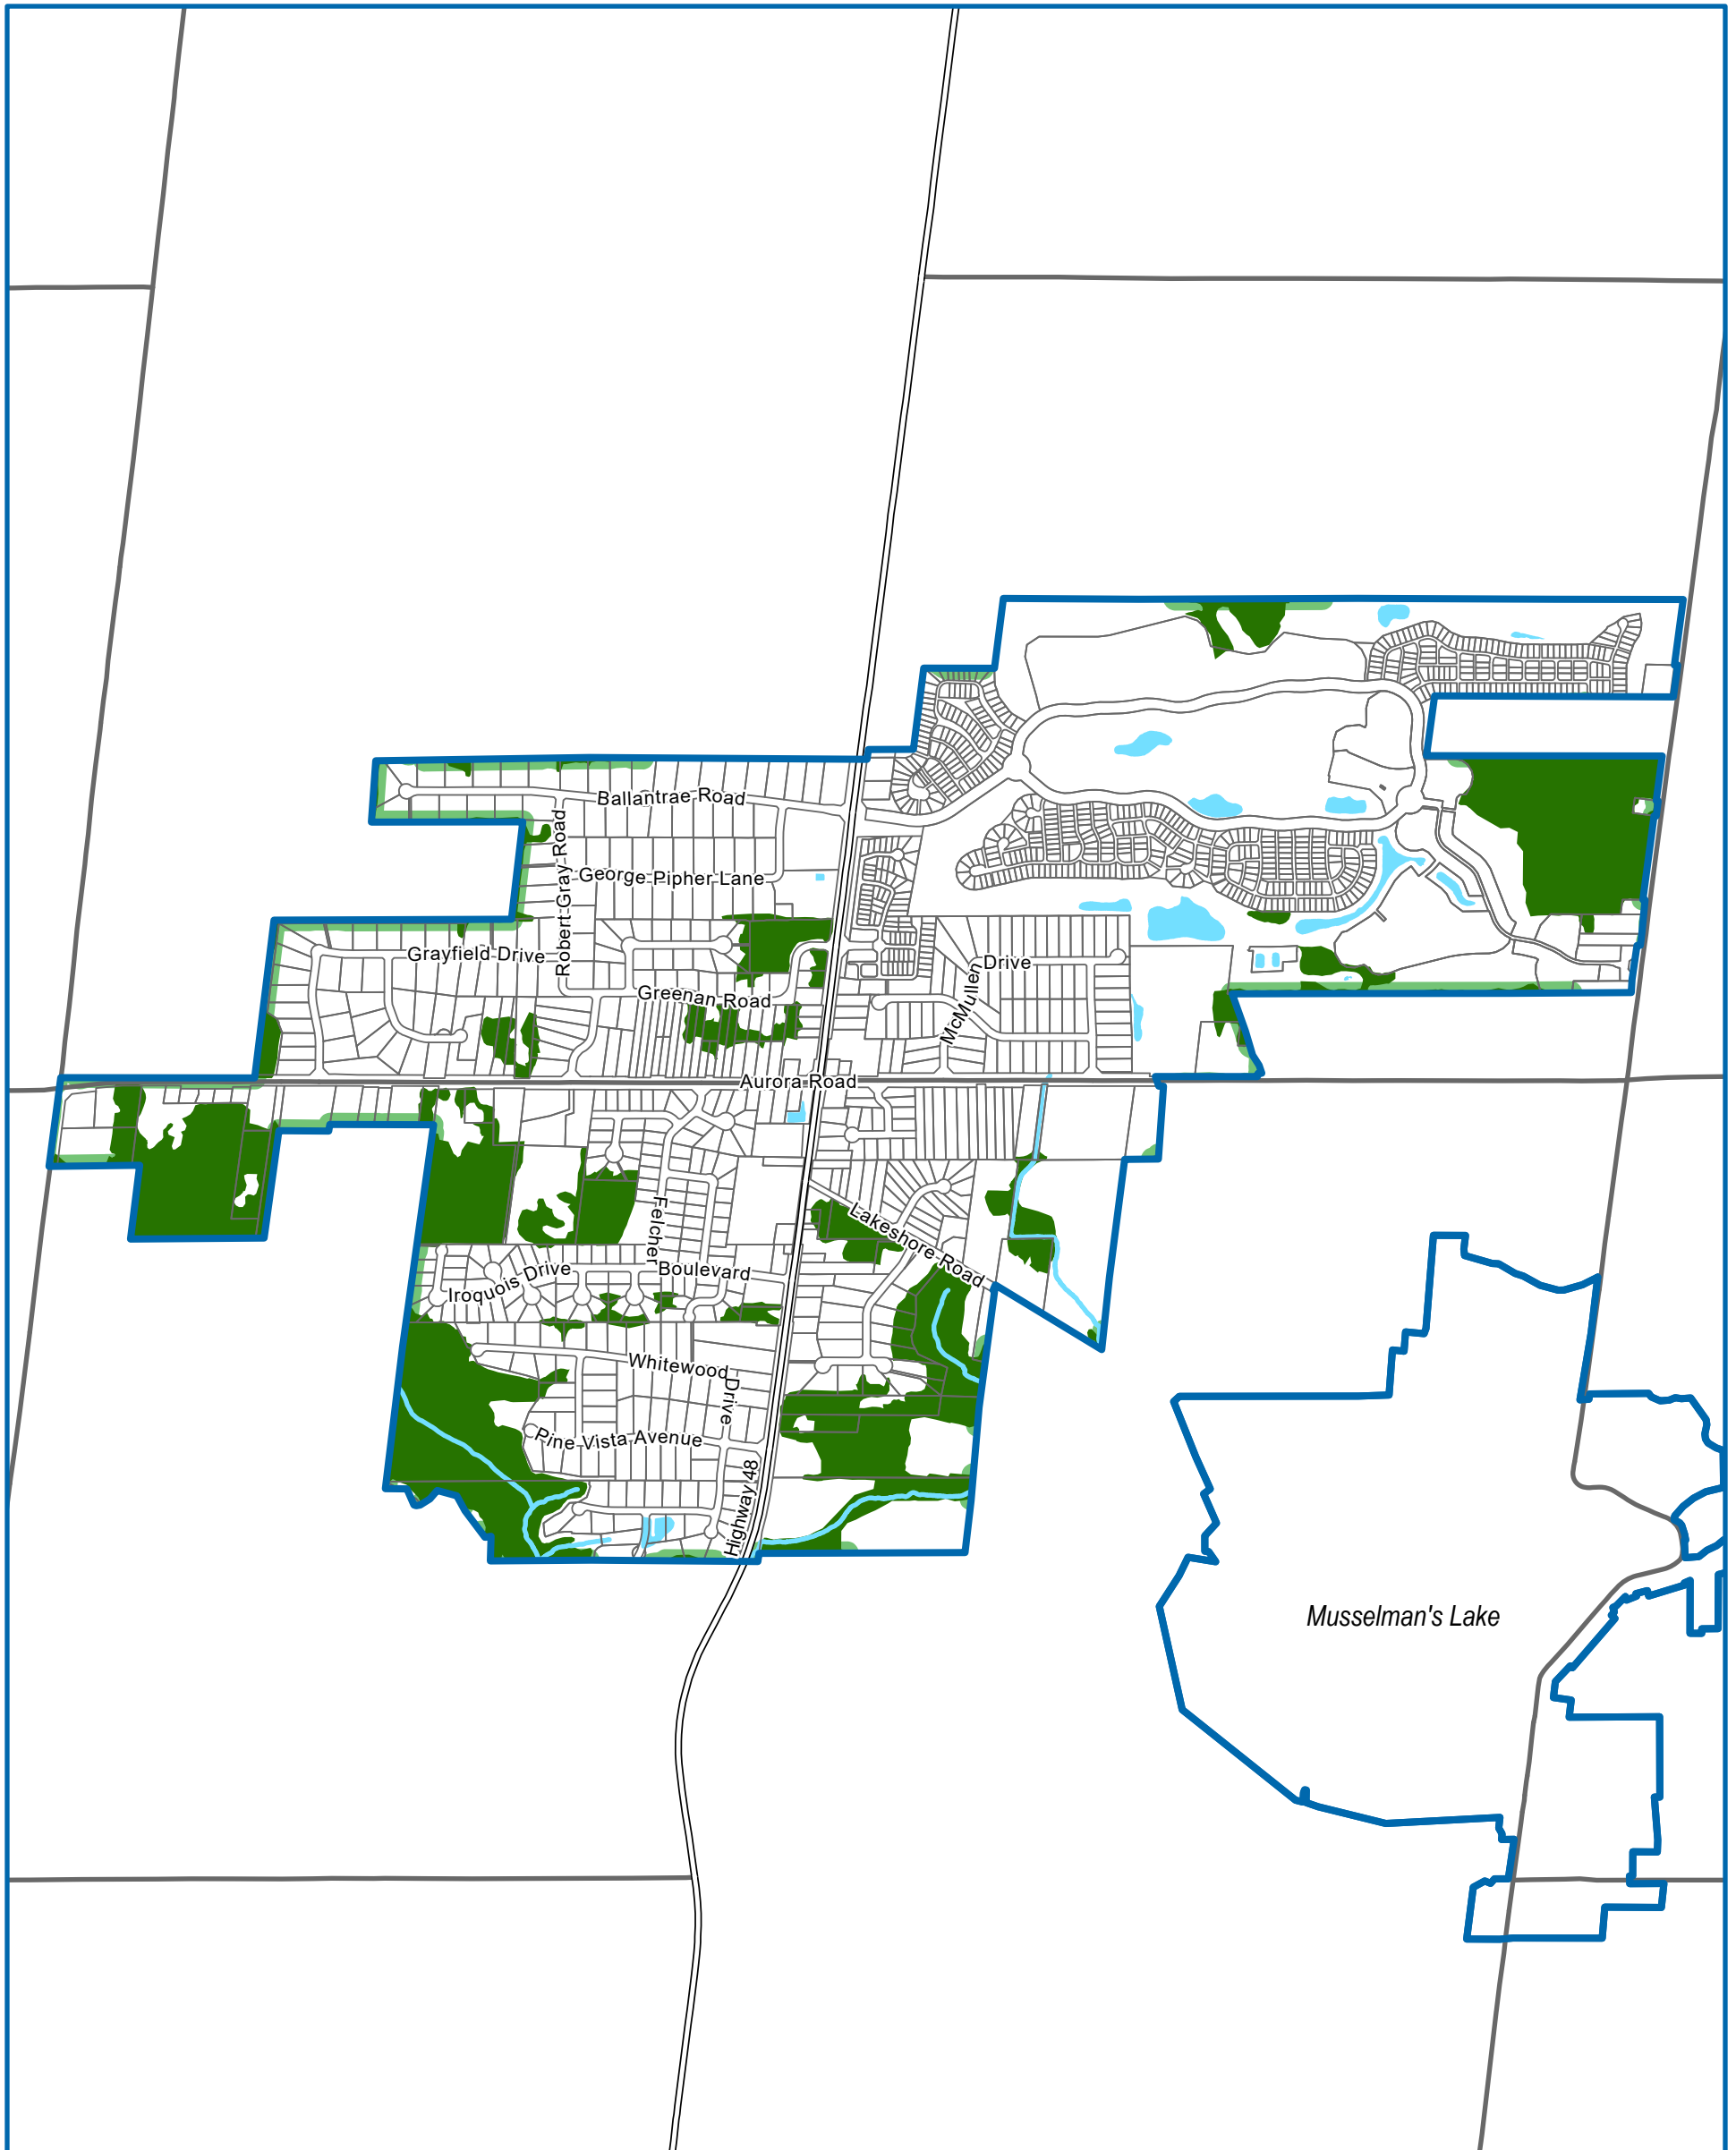 Ballantrae Road
Robert Gray Road
George Pipher Lane
Grayfield Drive
McMullen Drive
Greenan Road
Aurora Road
Felcher Boulevard
Lakeshore Road
Iroquois Drive
Whitewood Drive
Pine Vista Avenue
Highway 48
Musselman's Lake